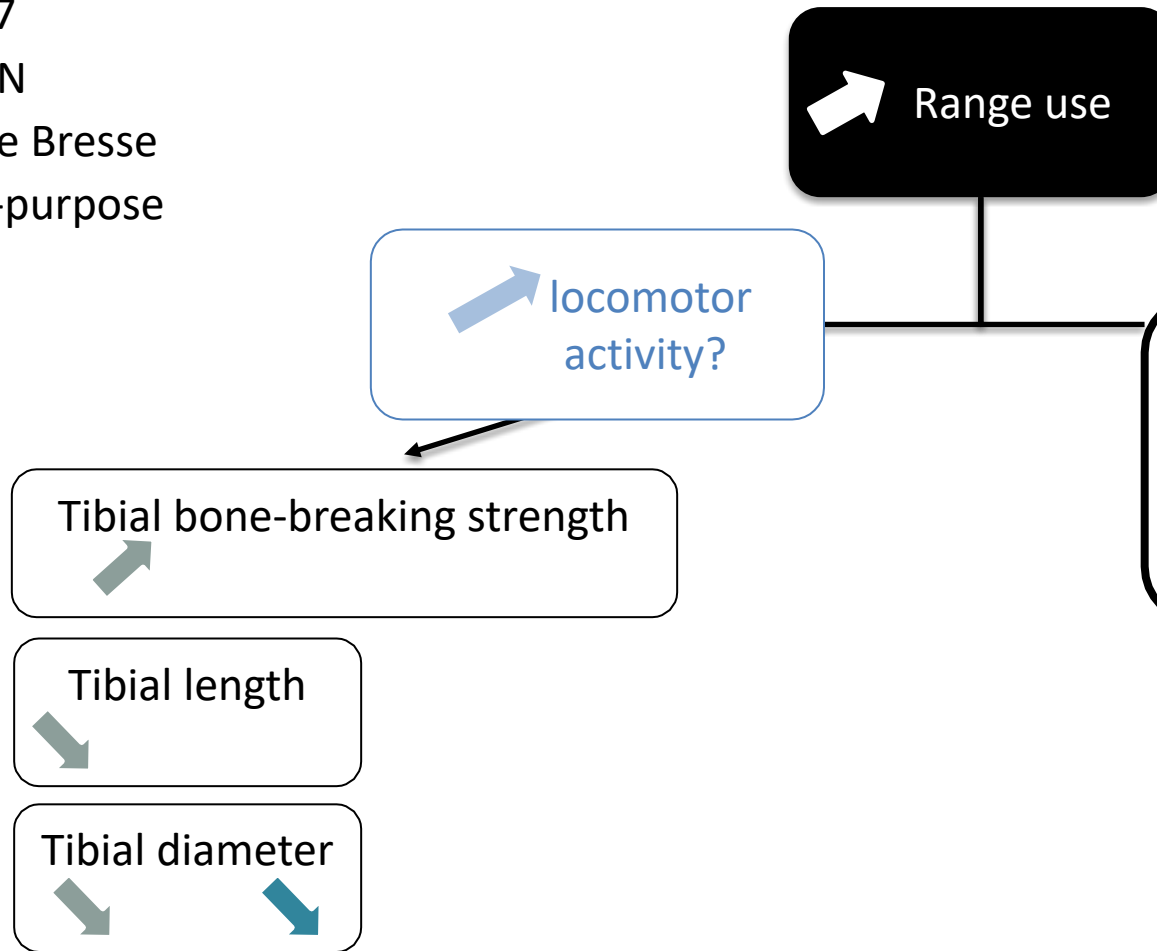 7
N
e Bresse
-purpose
Range use
locomotor
activity?
Tibial bone-breaking strength
Tibial length
Tibial diameter